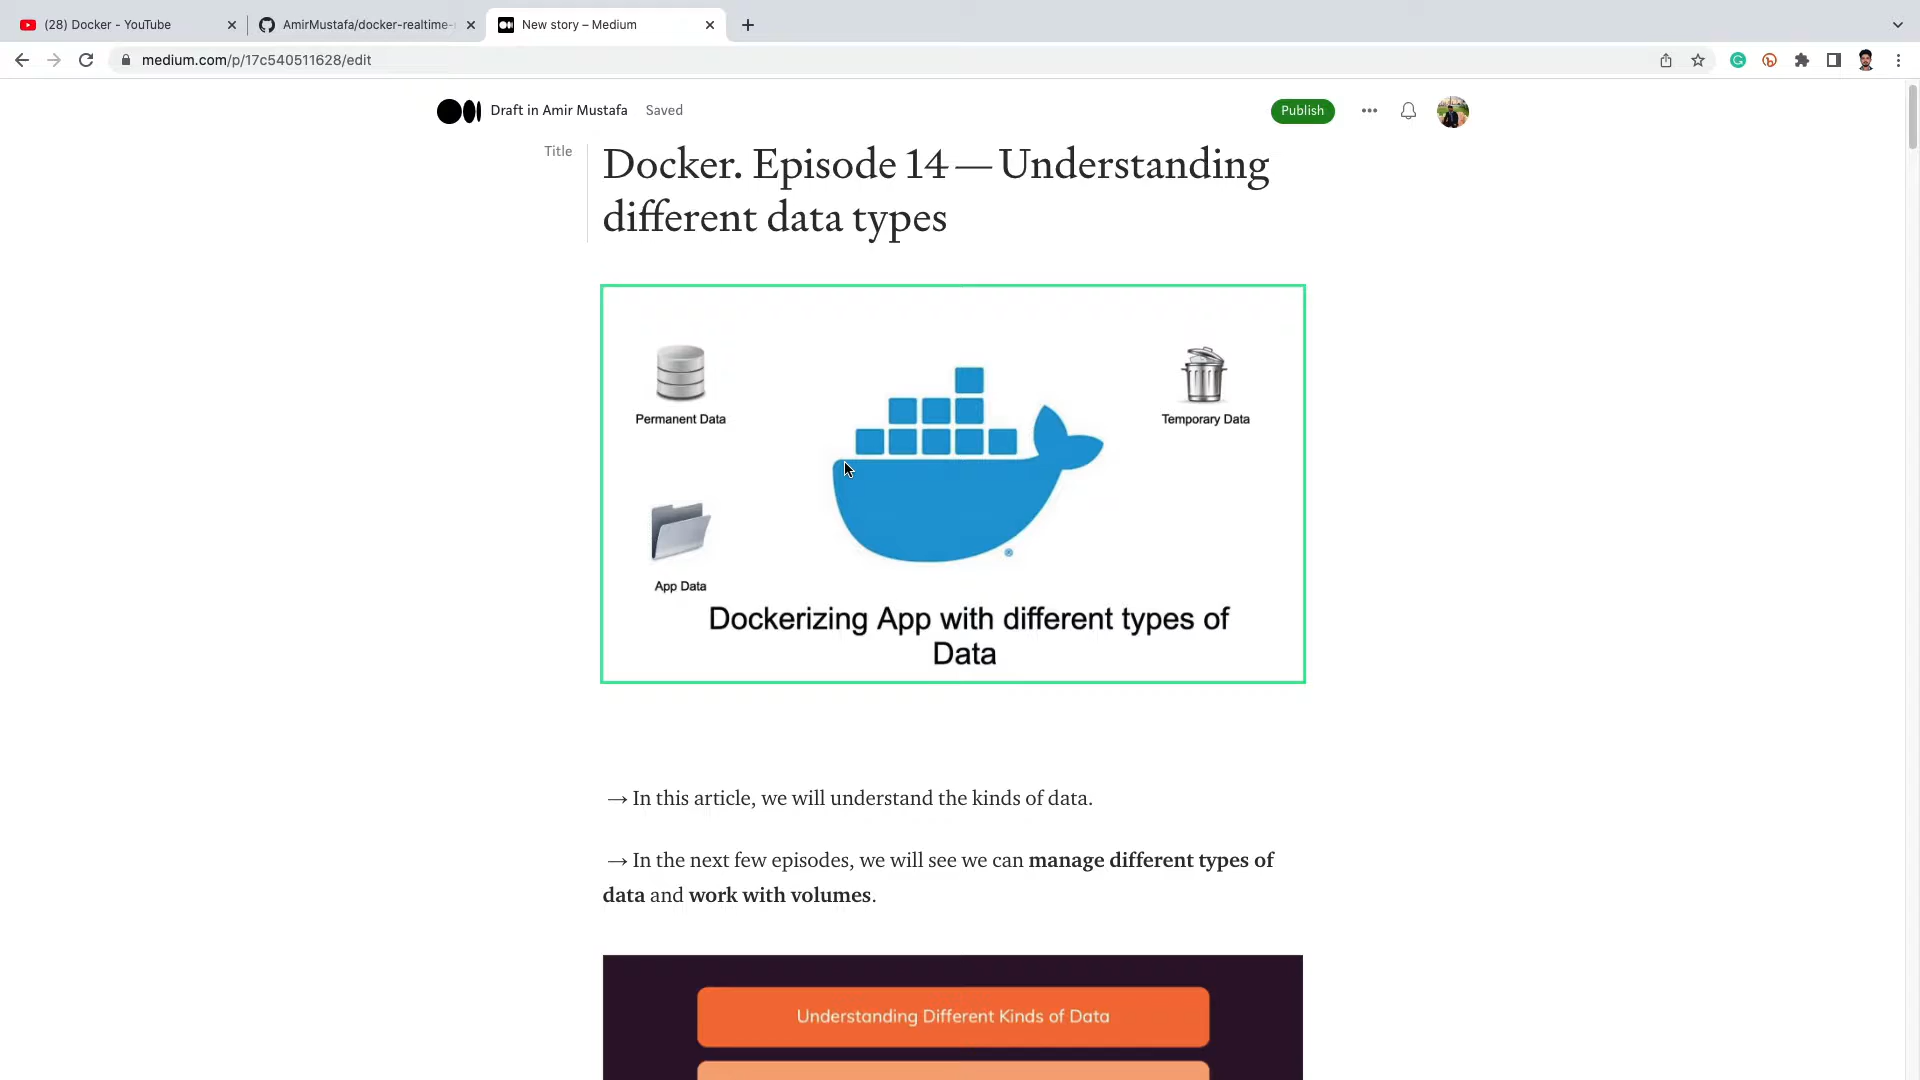 (28) Docker - YouTube
AmirMustafa/docker-realtime-
New story – Medium
medium.com/p/17c540511628/edit
Draft in Amir Mustafa
Saved
Publish
Title
Docker. Episode 14 — Understanding
different data types
Permanent Data
Temporary Data
App Data
Dockerizing App with different types of
Data
→ In this article, we will understand the kinds of data.
→ In the next few episodes, we will see we can manage different types of
data and work with volumes.
Understanding Different Kinds of Data